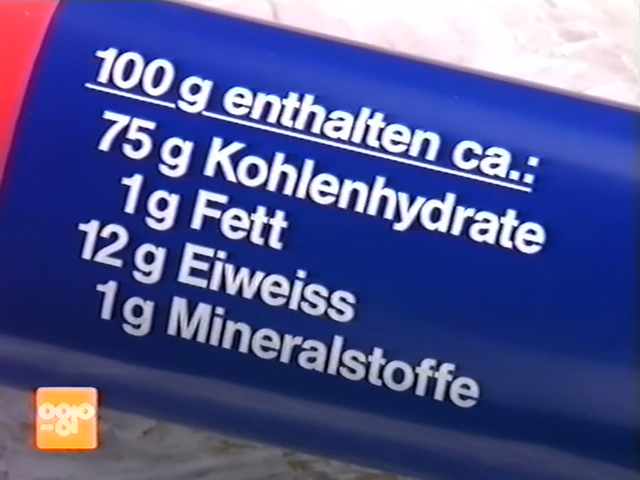 100 g enthalten ca.:
75 g Kohlenhydrate
1 g Fett
12 g Eiweiss
1 g Mineralstoffe